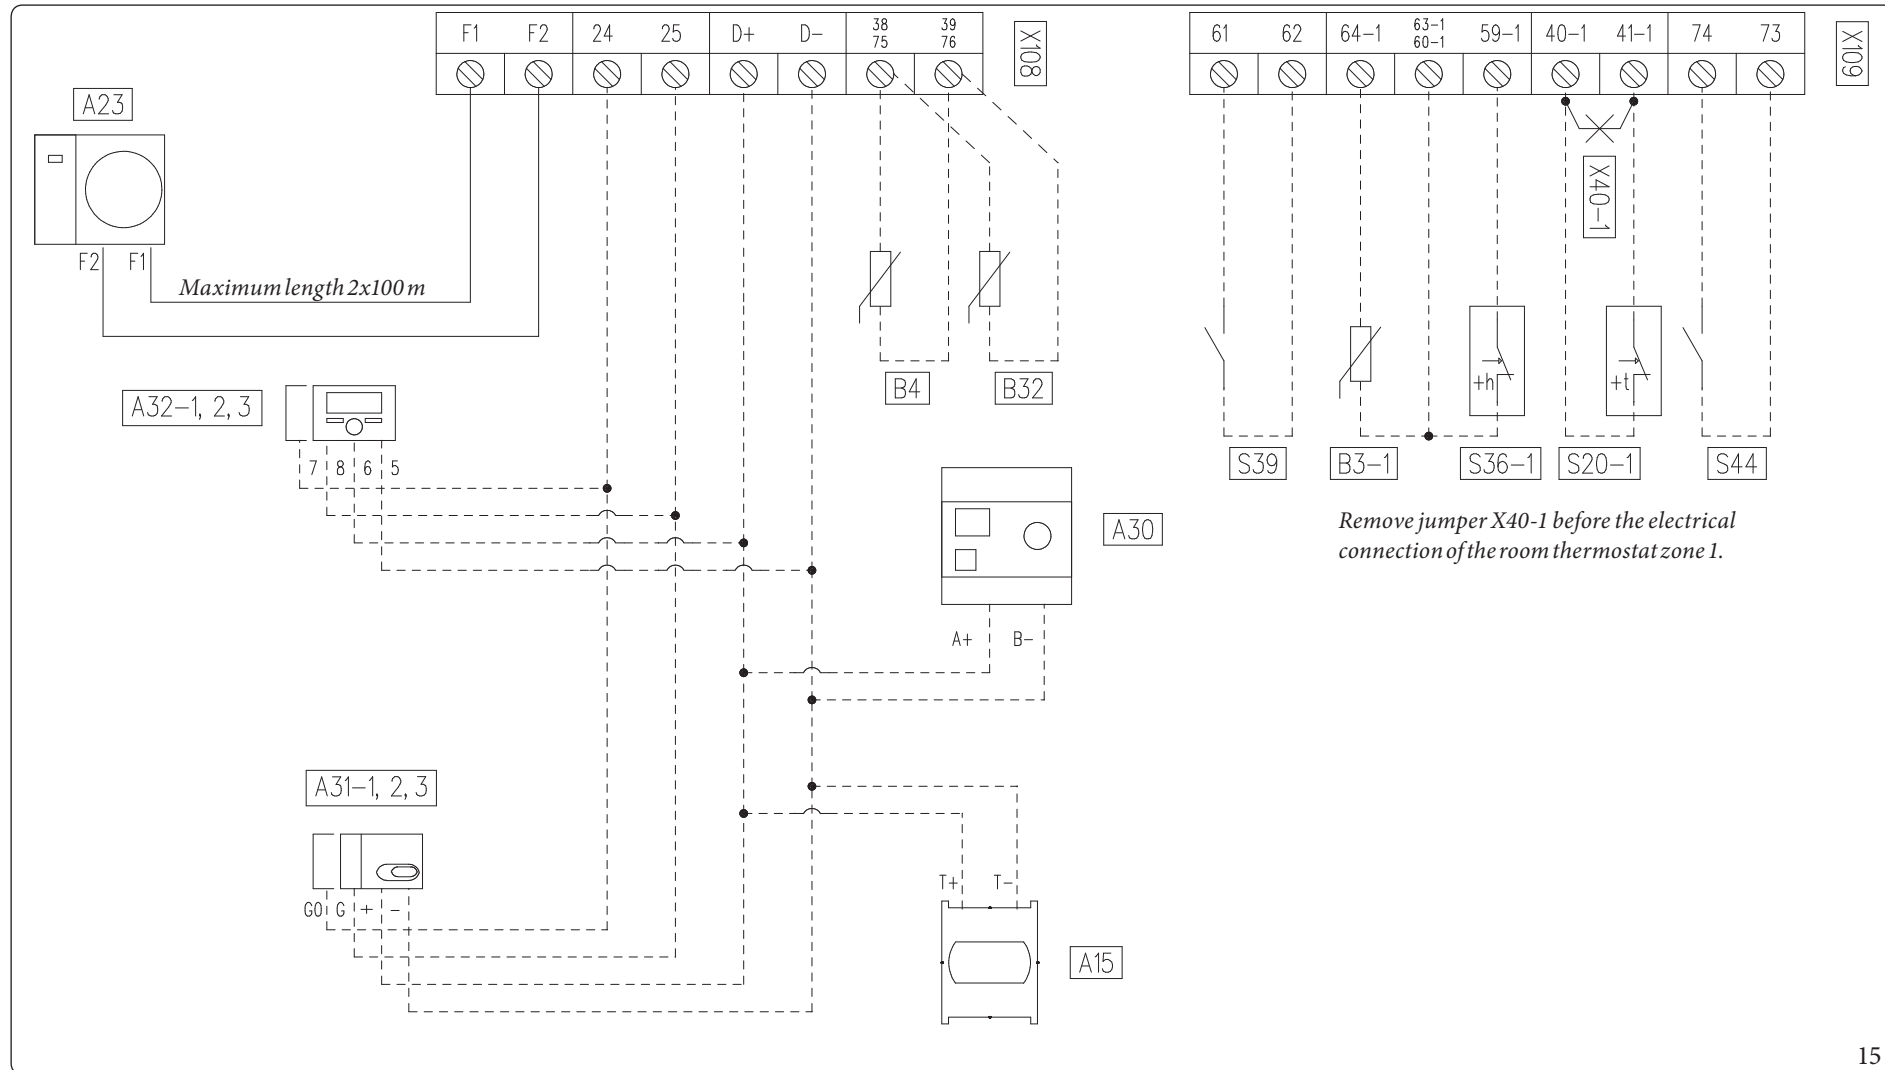 F1 F2 24 25 D+ D- 38 75 39 76
X108
61 62 64-1 63-1 60-1 59-1 40-1 41-1 74 73
X109
A23
X40-1
F2 F1
Maximum length 2x100 m
B4 B32
A32-1, 2, 3
+h +t
7 8 6 5
S39 B3-1 S36-1 S20-1 S44
A30
Remove jumper X40-1 before the electrical
connection of the room thermostat zone 1.
A+ B-
A31-1, 2, 3
T+ T-
G0 G + -
A15
15